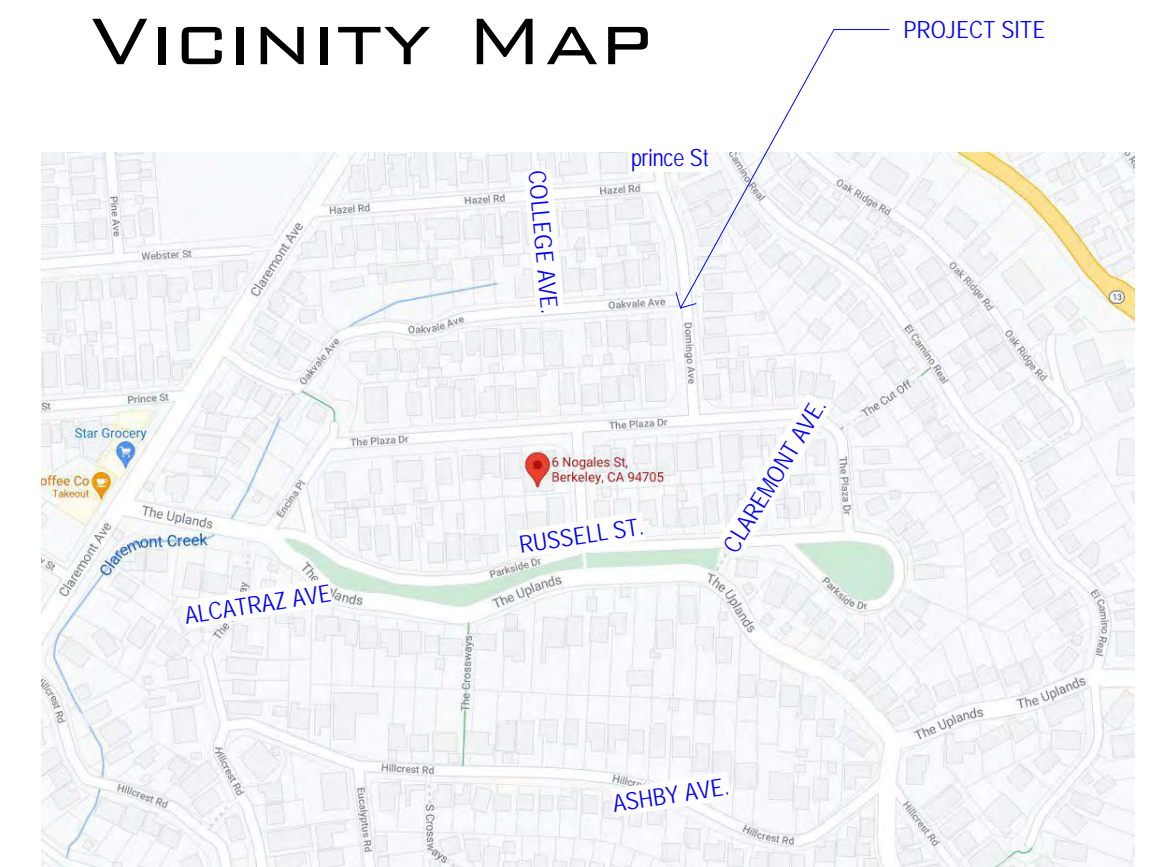 VICINITY MAP
PROJECT SITE
prince St
Camino Real
Oak Ridge Rd
Pine Ave
Hazel Rd
Hazel Rd
Hazel Rd
COLLEGE AVE.
Webster St
Claremont Ave
Oak Ridge Rd
13
Oakvale Ave
Oakvale Ave
Oakvale Ave
Domingo Ave
El Camino Real
Oak Ridge Rd
St
Prince St
The Cut Off
Star Grocery
The Plaza Dr
The Plaza Dr
CLAREMONT AVE.
6 Nogales St,
Berkeley, CA 94705
offee Co
Takeout
The Plaza Dr
Encina Pl
The Uplands
RUSSELL ST.
Claremont Creek
Claremont Ave
Parkside Dr
Parkside Dr
The Uplands
The Uplands
ALCATRAZ AVE
The
ands
The
El Camino Real
The Crossways
The Uplands
The Uplands
Hillcrest Rd
Hillcrest Rd
Hillcrest Rd
Hillcrest Rd
Hillc
ASHBY AVE.
Hillcrest Rd
Hillcrest Rd
Eucalyptus Rd
S Crossways